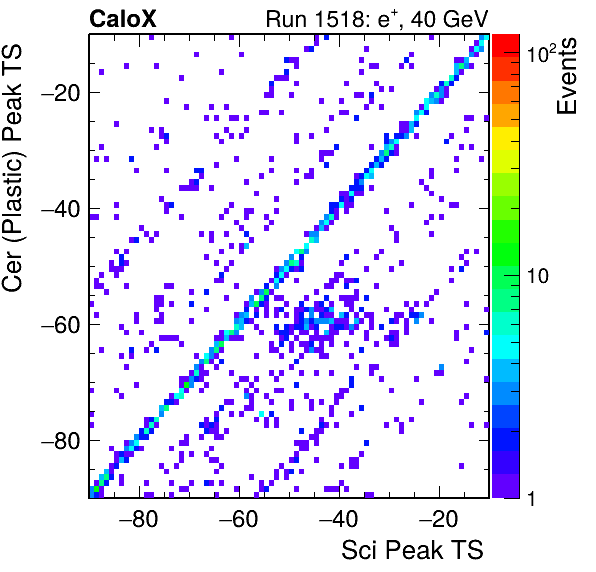 CaloX Run 1518: e⁺, 40 GeV
Cer (Plastic) Peak TS
−20
−40
−60
−80
−80 −60 −40 −20
Sci Peak TS
10²
10
1
Events